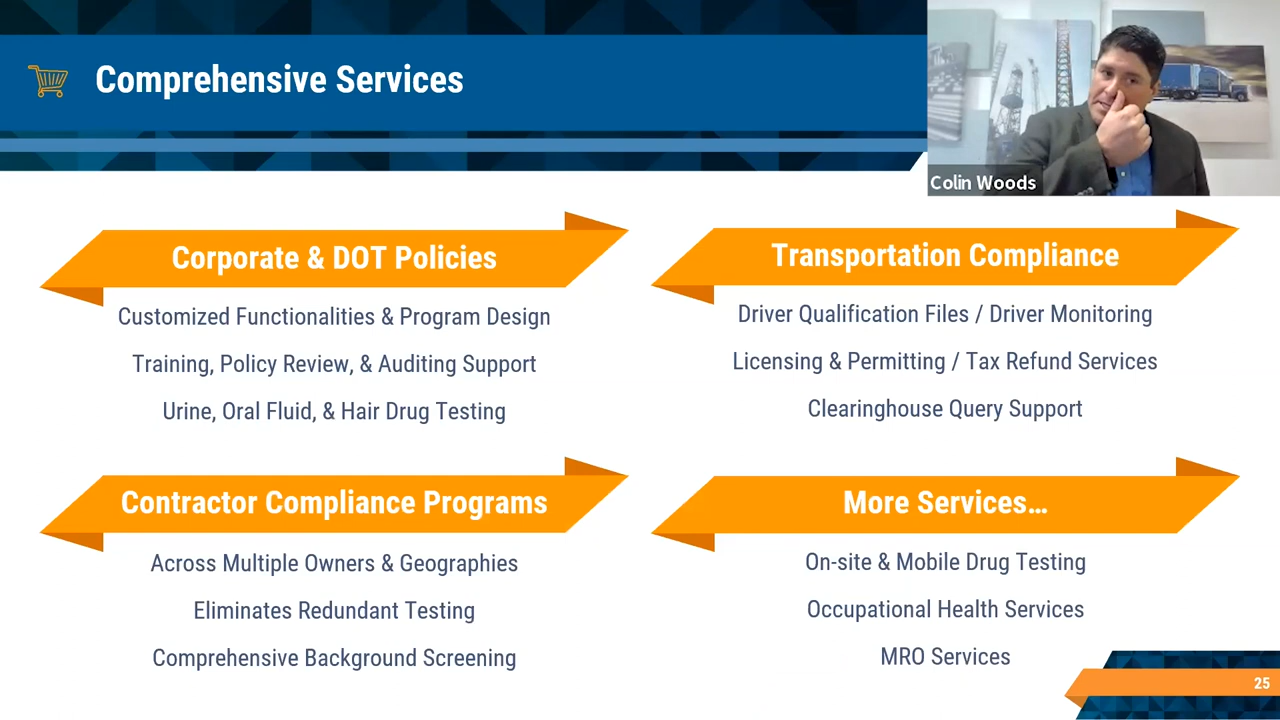 Comprehensive Services
Colin Woods
Corporate & DOT Policies
Customized Functionalities & Program Design
Training, Policy Review, & Auditing Support
Urine, Oral Fluid, & Hair Drug Testing
Transportation Compliance
Driver Qualification Files / Driver Monitoring
Licensing & Permitting / Tax Refund Services
Clearinghouse Query Support
Contractor Compliance Programs
Across Multiple Owners & Geographies
Eliminates Redundant Testing
Comprehensive Background Screening
More Services…
On-site & Mobile Drug Testing
Occupational Health Services
MRO Services
25